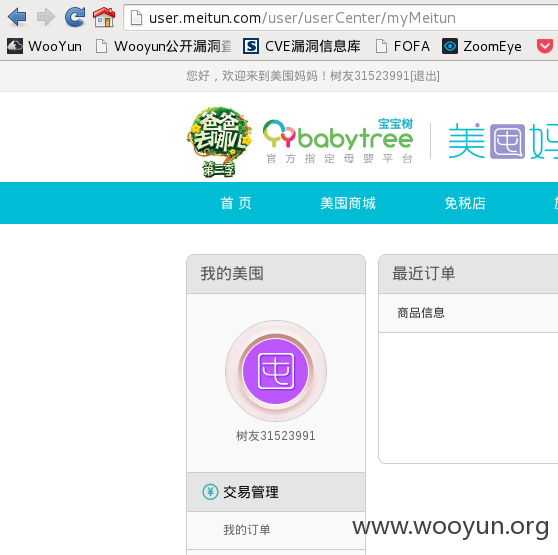 user.meitun.com/user/userCenter/myMeitun
WooYun Wooyun公开漏洞 CVE漏洞信息库 FOFA ZoomEye
您好，欢迎来到美囤妈妈！树友31523991[退出]
爸爸去哪儿
第三季
宝宝树
babytree
官方指定母婴平台
美囤妈
首页 美囤商城 免税店
我的美囤 最近订单
商品信息
囤
树友31523991
交易管理
我的订单
www.wooyun.org